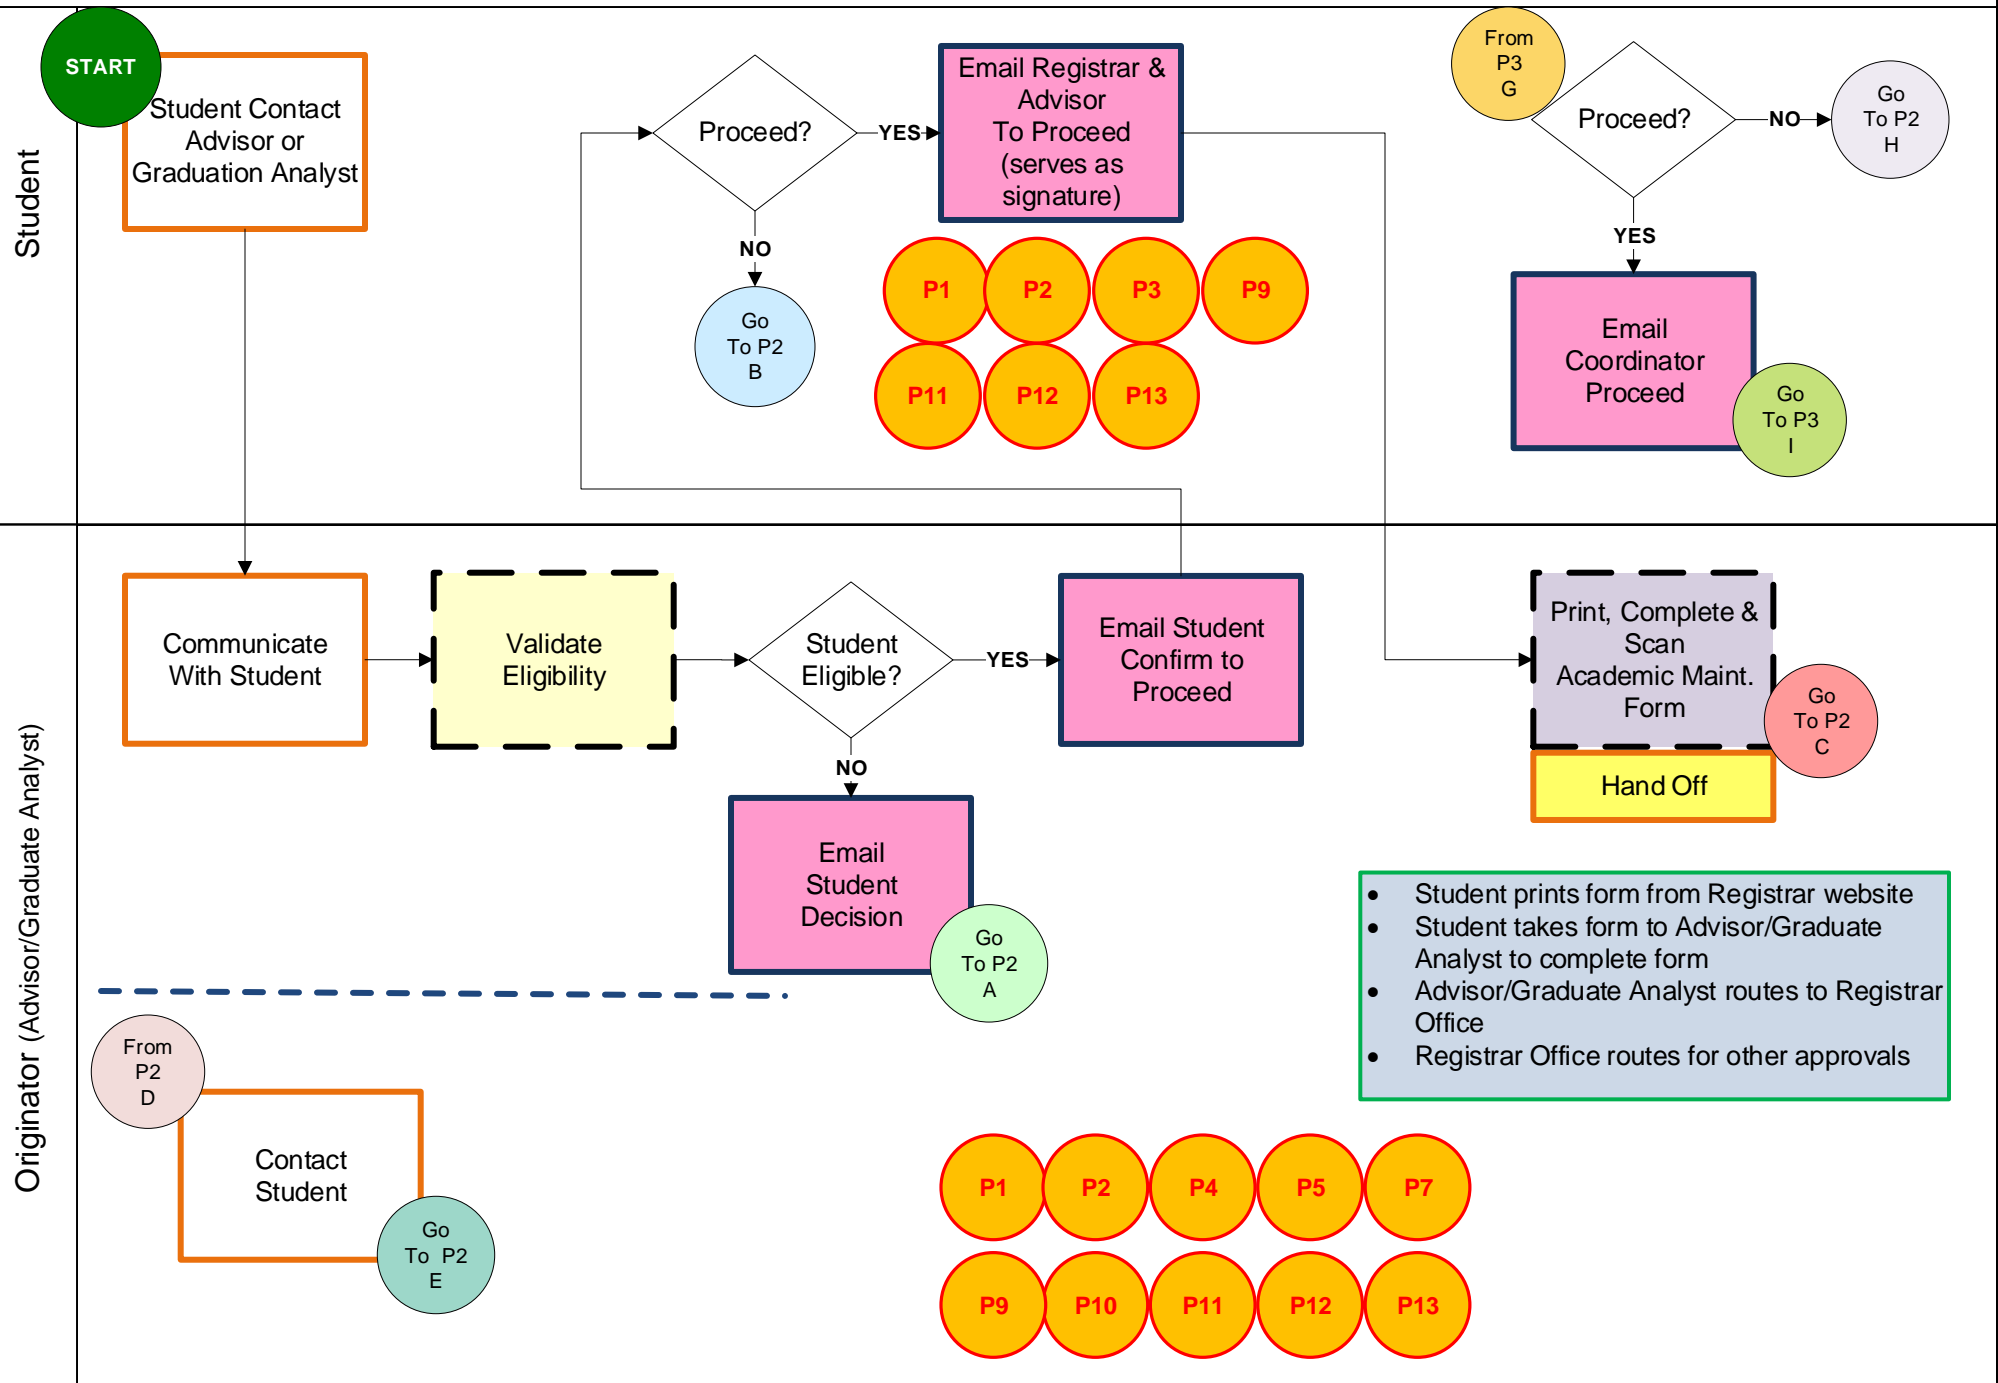 Student
START
Student Contact
Advisor or
Graduation Analyst
Proceed?
YES
NO
Go
To P2
B
Email Registrar &
Advisor
To Proceed
(serves as
signature)
P1
P2
P3
P9
P11
P12
P13
From
P3
G
Proceed?
NO
Go
To P2
H
YES
Email
Coordinator
Proceed
Go
To P3
I
Originator (Advisor/Graduate Analyst)
Communicate
With Student
Validate
Eligibility
Student
Eligible?
YES
NO
Email Student
Confirm to
Proceed
Email
Student
Decision
Go
To P2
A
Print, Complete &
Scan
Academic Maint.
Form
Go
To P2
C
Hand Off
• Student prints form from Registrar website
• Student takes form to Advisor/Graduate
Analyst to complete form
• Advisor/Graduate Analyst routes to Registrar
Office
• Registrar Office routes for other approvals
From
P2
D
Contact
Student
Go
To P2
E
P1
P2
P4
P5
P7
P9
P10
P11
P12
P13